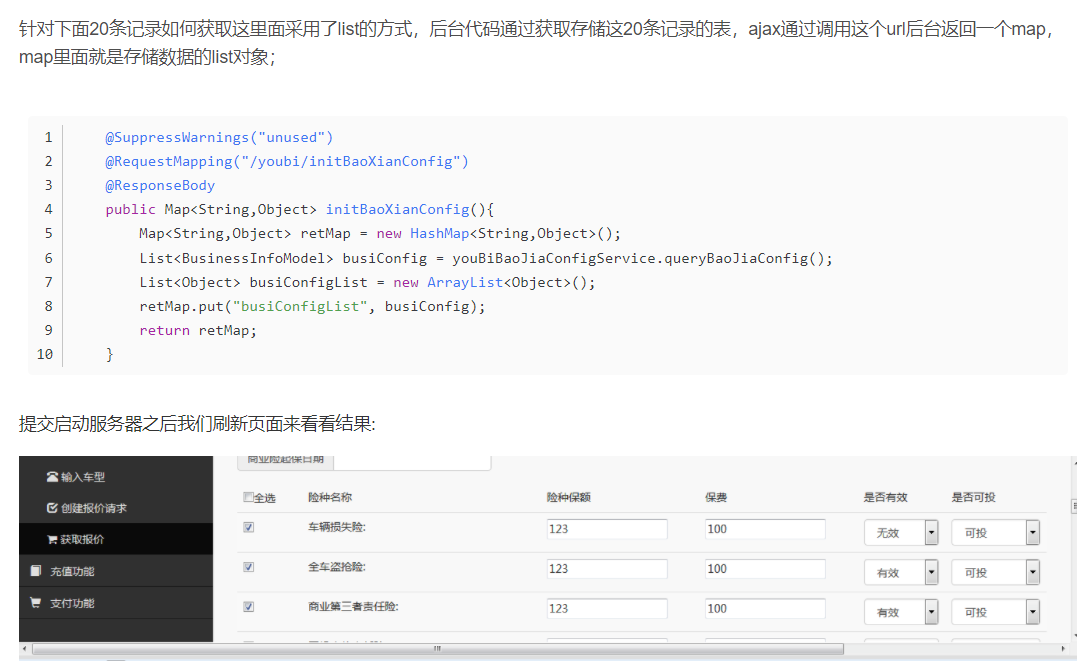 针对下面20条记录如何获取这里面采用了list的方式，后台代码通过获取存储这20条记录的表，ajax通过调用这个url后台返回一个map，
map里面就是存储数据的list对象；
1 @SuppressWarnings("unused")
2 @RequestMapping("/youbi/initBaoXianConfig")
3 @ResponseBody
4 public Map<String,Object> initBaoXianConfig(){
5 Map<String,Object> retMap = new HashMap<String,Object>();
6 List<BusinessInfoModel> busiConfig = youBiBaoJiaConfigService.queryBaoJiaConfig();
7 List<Object> busiConfigList = new ArrayList<Object>();
8 retMap.put("busiConfigList", busiConfig);
9 return retMap;
10 }
提交启动服务器之后我们刷新页面来看看结果:
商业险起保日期
输入车型
创建报价请求
获取报价
充值功能
支付功能
全选 险种名称 险种保额 保费 是否有效 是否可投
车辆损失险: 123 100 无效 可投
全车盗抢险: 123 100 有效 可投
商业第三者责任险: 123 100 有效 可投